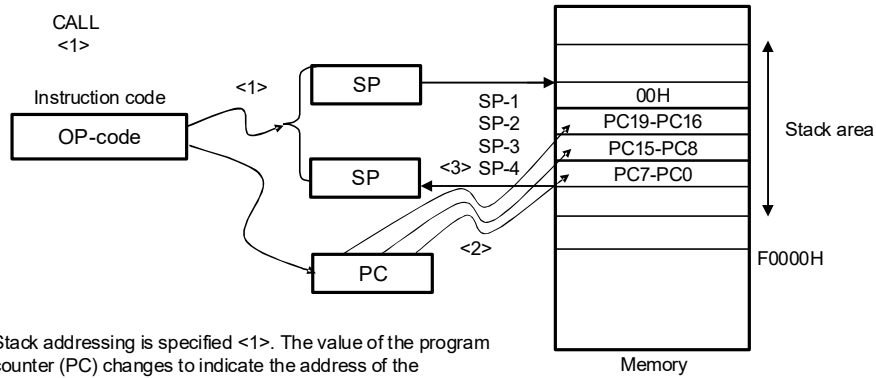 CALL
<1>
<1>
Instruction code
OP-code
SP
SP
PC
SP-1
SP-2
SP-3
SP-4
<3>
<2>
00H
PC19-PC16
PC15-PC8
PC7-PC0
Stack area
F0000H
Memory
Stack addressing is specified <1>. The value of the program
counter (PC) changes to indicate the address of the